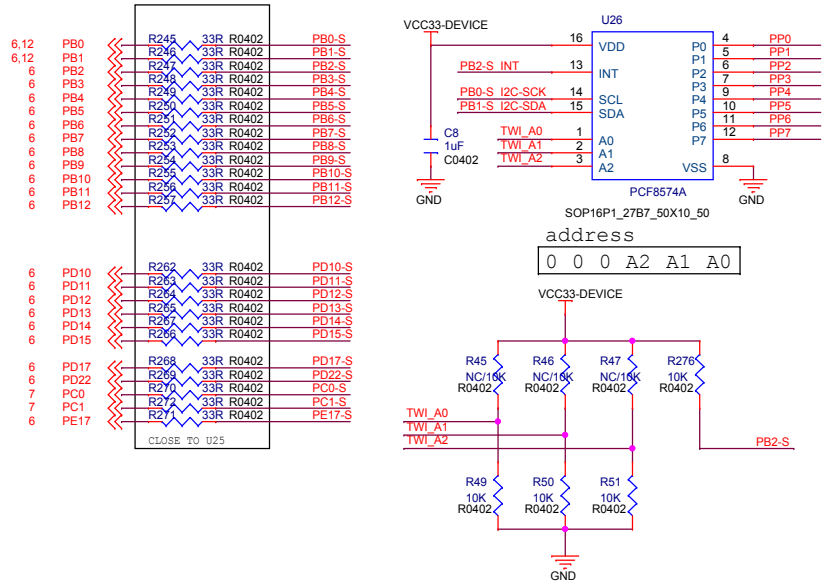 6,12 PB0 R245 33R R0402 PB0-S
6,12 PB1 R246 33R R0402 PB1-S
6 PB2 R247 33R R0402 PB2-S
6 PB3 R248 33R R0402 PB3-S
6 PB4 R249 33R R0402 PB4-S
6 PB5 R250 33R R0402 PB5-S
6 PB6 R251 33R R0402 PB6-S
6 PB7 R252 33R R0402 PB7-S
6 PB8 R253 33R R0402 PB8-S
6 PB9 R254 33R R0402 PB9-S
6 PB10 R255 33R R0402 PB10-S
6 PB11 R256 33R R0402 PB11-S
6 PB12 R257 33R R0402 PB12-S
6 PD10 R262 33R R0402 PD10-S
6 PD11 R263 33R R0402 PD11-S
6 PD12 R264 33R R0402 PD12-S
6 PD13 R265 33R R0402 PD13-S
6 PD14 R267 33R R0402 PD14-S
6 PD15 R266 33R R0402 PD15-S
6 PD17 R268 33R R0402 PD17-S
6 PD22 R269 33R R0402 PD22-S
7 PC0 R270 33R R0402 PC0-S
7 PC1 R272 33R R0402 PC1-S
6 PE17 R271 33R R0402 PE17-S
CLOSE TO U25
VCC33-DEVICE
U26
16 VDD P0 4 PP0
P1 5 PP1
PB2-S INT 13 INT P2 6 PP2
P3 7 PP3
PB0-S I2C-SCK 14 SCL P4 9 PP4
PB1-S I2C-SDA 15 SDA P5 10 PP5
P6 11 PP6
TWI_A0 1 A0 P7 12 PP7
TWI_A1 2 A1
TWI_A2 3 A2 VSS 8
C8
1uF
C0402
GND
GND
PCF8574A
SOP16P1_27B7_50X10_50
address
0 0 0 A2 A1 A0
VCC33-DEVICE
R45 R46 R47 R276
NC/10K NC/10K NC/10K 10K
R0402 R0402 R0402 R0402
TWI_A0
TWI_A1
TWI_A2
PB2-S
R49 R50 R51
10K 10K 10K
R0402 R0402 R0402
GND